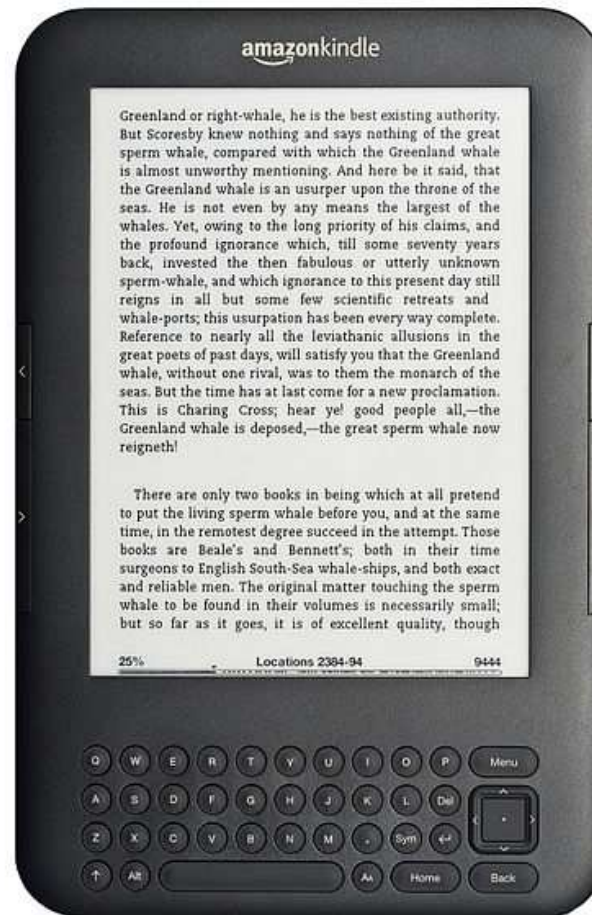 amazonkindle
Greenland or right-whale, he is the best existing authority.
But Scoresby knew nothing and says nothing of the great
sperm whale, compared with which the Greenland whale
is almost unworthy mentioning. And here be it said, that
the Greenland whale is an usurper upon the throne of the
seas. He is not even by any means the largest of the
whales. Yet, owing to the long priority of his claims, and
the profound ignorance which, till some seventy years
back, invested the then fabulous or utterly unknown
sperm-whale, and which ignorance to this present day still
reigns in all but some few scientific retreats and
whale-ports; this usurpation has been every way complete.
Reference to nearly all the leviathanic allusions in the
great poets of past days, will satisfy you that the Greenland
whale, without one rival, was to them the monarch of the
seas. But the time has at last come for a new proclamation.
This is Charing Cross; hear ye! good people all,—the
Greenland whale is deposed,—the great sperm whale now
reigneth!
There are only two books in being which at all pretend
to put the living sperm whale before you, and at the same
time, in the remotest degree succeed in the attempt. Those
books are Beale's and Bennett's; both in their time
surgeons to English South-Sea whale-ships, and both exact
and reliable men. The original matter touching the sperm
whale to be found in their volumes is necessarily small;
but so far as it goes, it is of excellent quality, though
25% Locations 2384-94 9444
Q W E R T Y U I O P Menu
A S D F G H J K L Del
Z X C V B N M . Sym
Alt Aa Home Back